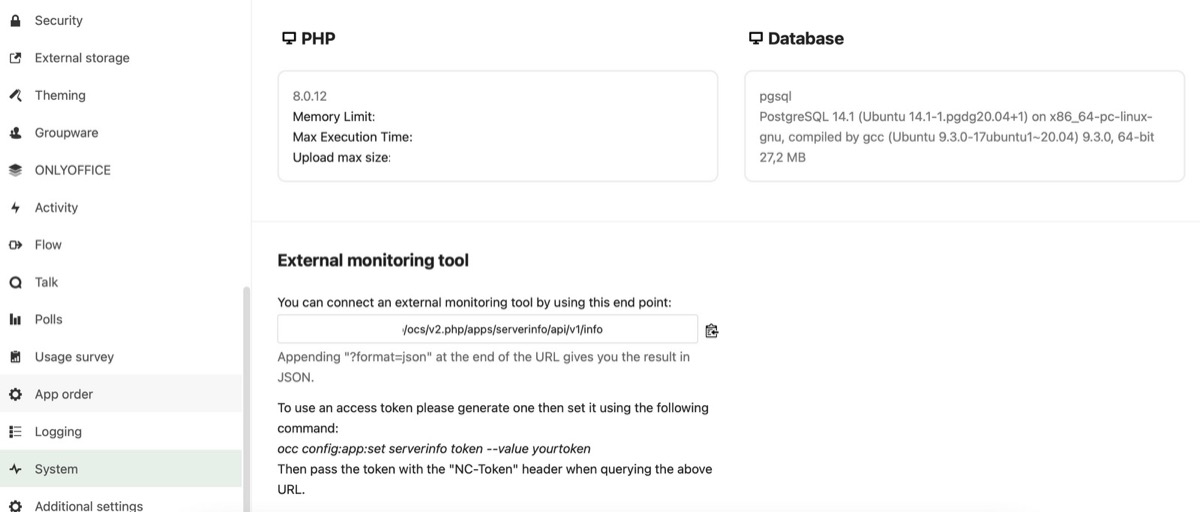 Security
External storage
Theming
Groupware
ONLYOFFICE
Activity
Flow
Talk
Polls
Usage survey
App order
Logging
System
Additional settings
PHP
8.0.12
Memory Limit:
Max Execution Time:
Upload max size:
Database
pgsql
PostgreSQL 14.1 (Ubuntu 14.1-1.pgdg20.04+1) on x86_64-pc-linux-
gnu, compiled by gcc (Ubuntu 9.3.0-17ubuntu1~20.04) 9.3.0, 64-bit
27,2 MB
External monitoring tool
You can connect an external monitoring tool by using this end point:
/ocs/v2.php/apps/serverinfo/api/v1/info
Appending "?format=json" at the end of the URL gives you the result in
JSON.
To use an access token please generate one then set it using the following
command:
occ config:app:set serverinfo token --value yourtoken
Then pass the token with the "NC-Token" header when querying the above
URL.